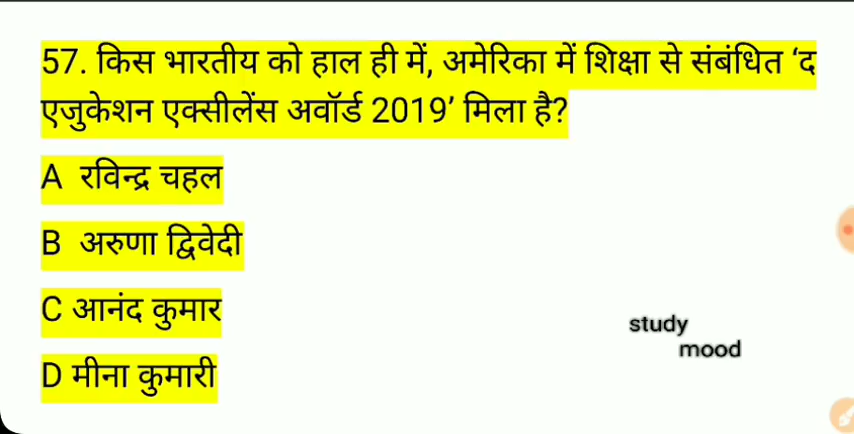 57. किस भारतीय को हाल ही में, अमेरिका में शिक्षा से संबंधित ‘द
एजुकेशन एक्सीलेंस अवॉर्ड 2019’ मिला है?
A रविन्द्र चहल
B अरुणा द्विवेदी
C आनंद कुमार
D मीना कुमारी
study
mood